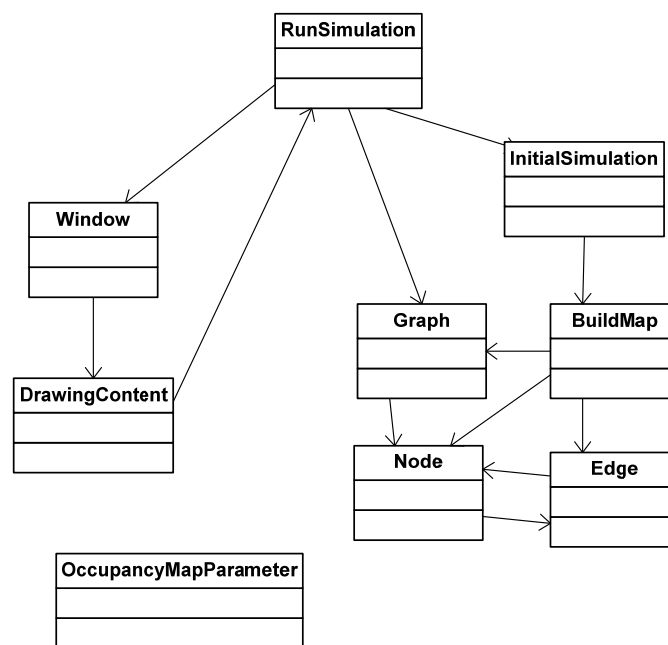 RunSimulation
InitialSimulation
Window
Graph
BuildMap
DrawingContent
Node
Edge
OccupancyMapParameter